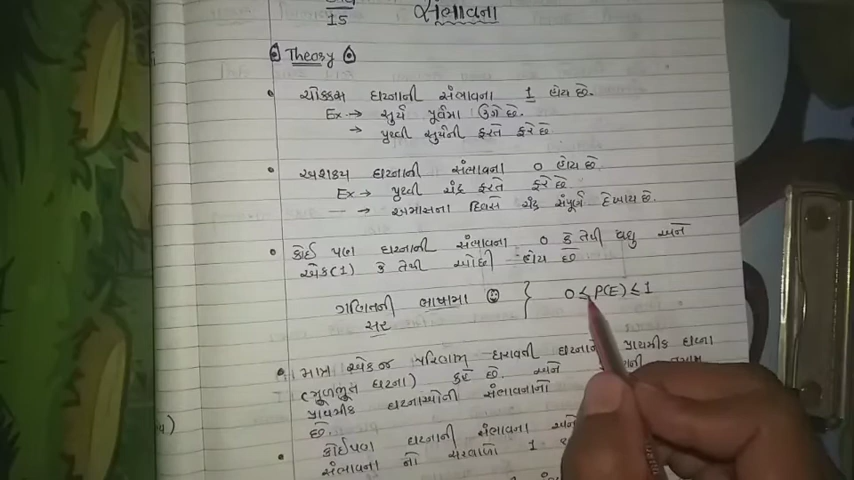 15
સંભાવના
Theory
ચોક્કસ ઘટનાની સંભાવના 1 હોય છે.
Ex.→ સુર્ય પૂર્વમા ઉગે છે.
→ પૃથ્વી સુર્યની ફરતે ફરે છે
અશક્ય ઘટનાની સંભાવના 0 હોય છે
Ex → પૃથ્વી ચંદ્ર ફરતે ફરે છે
→ અમાસના દિવસે ચંદ્ર સંપૂર્ણ દેખાય છે.
કોઈ પણ ઘટનાની સંભાવના 0 કે તેથી વધુ અને
એક(1) કે તેથી ઓછી હોય છે
ગણિતની ભાષામા } 0 ≤ P(E) ≤ 1
સર
માત્ર એક જ પરિણામ ધરાવતી ઘટનાને પ્રાથમીક ઘટના
(મૂળભૂત ઘટના) કહે છે. અને
પ્રાથમીક ઘટનાઓની સંભાવનાનો
છે.
કોઈપણ ઘટનાની સંભાવના અને
સંભાવના નો સરવાળો 1